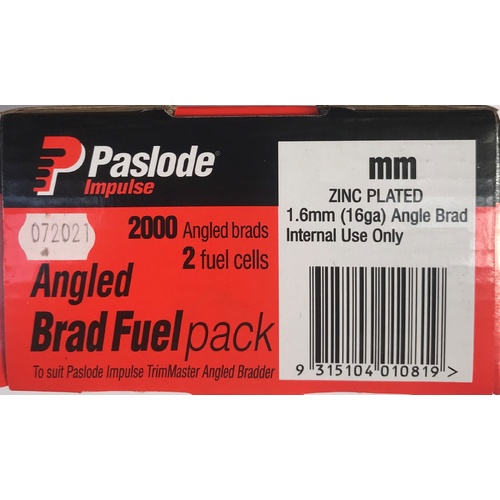 Paslode®
Impulse
072021
2000 Angled brads
2 fuel cells
Angled
Brad Fuel pack
To suit Paslode Impulse TrimMaster Angled Bradder
mm
ZINC PLATED
1.6mm (16ga) Angle Brad
Internal Use Only
9 315104 010819 >